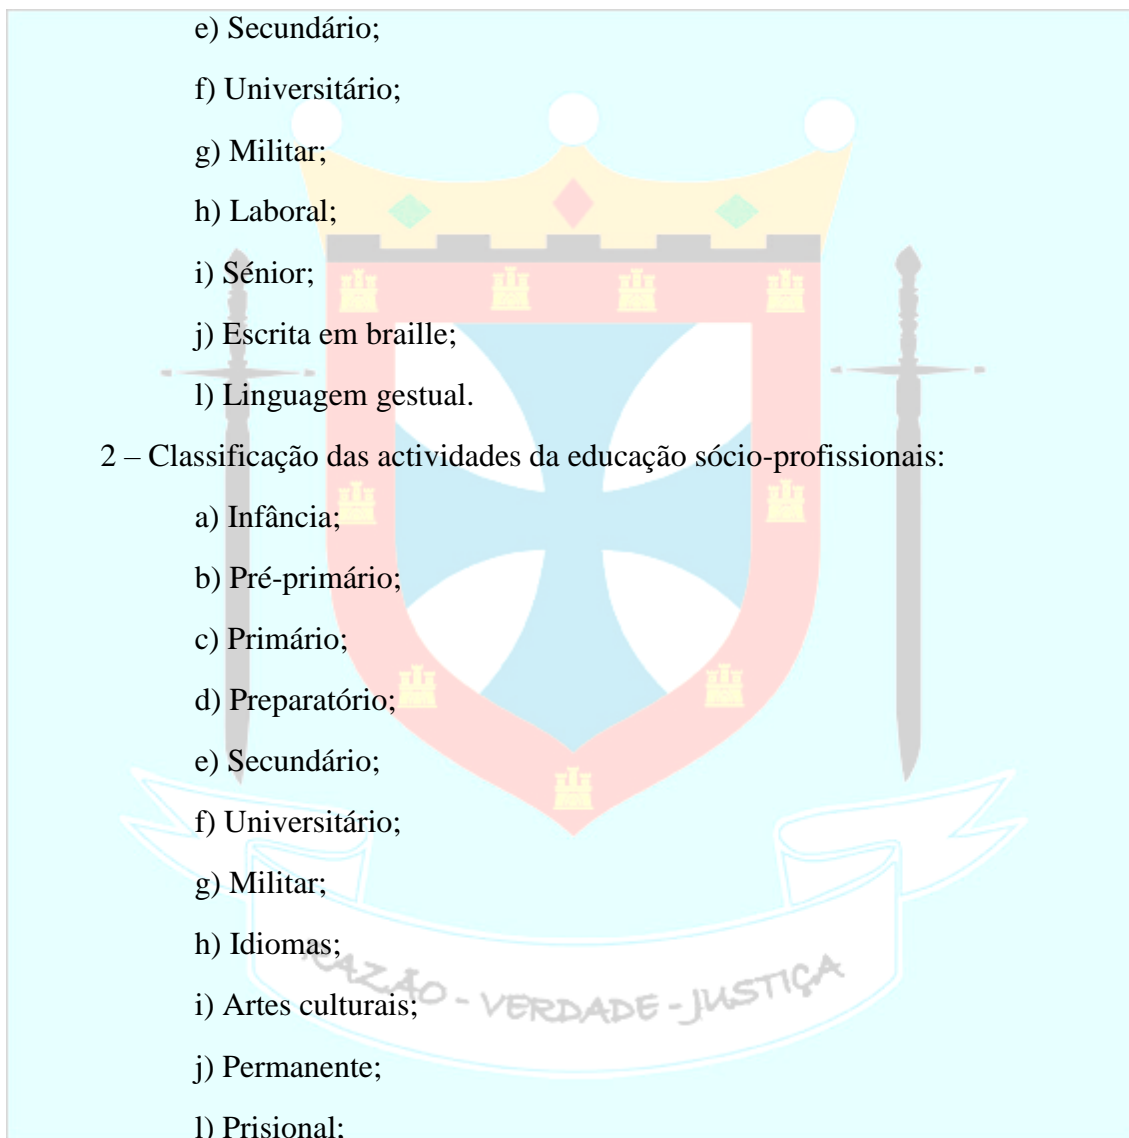 e) Secundário;
f) Universitário;
g) Militar;
h) Laboral;
i) Sénior;
j) Escrita em braille;
l) Linguagem gestual.
2 – Classificação das actividades da educação sócio-profissionais:
a) Infância;
b) Pré-primário;
c) Primário;
d) Preparatório;
e) Secundário;
f) Universitário;
g) Militar;
h) Idiomas;
i) Artes culturais;
RAZÃO - VERDADE - JUSTIÇA
j) Permanente;
l) Prisional;